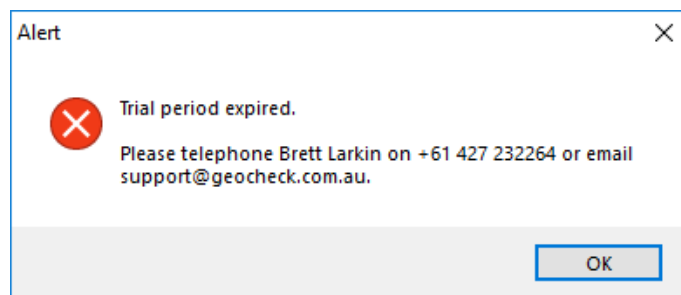 Alert
Trial period expired.
Please telephone Brett Larkin on +61 427 232264 or email
support@geocheck.com.au.
OK